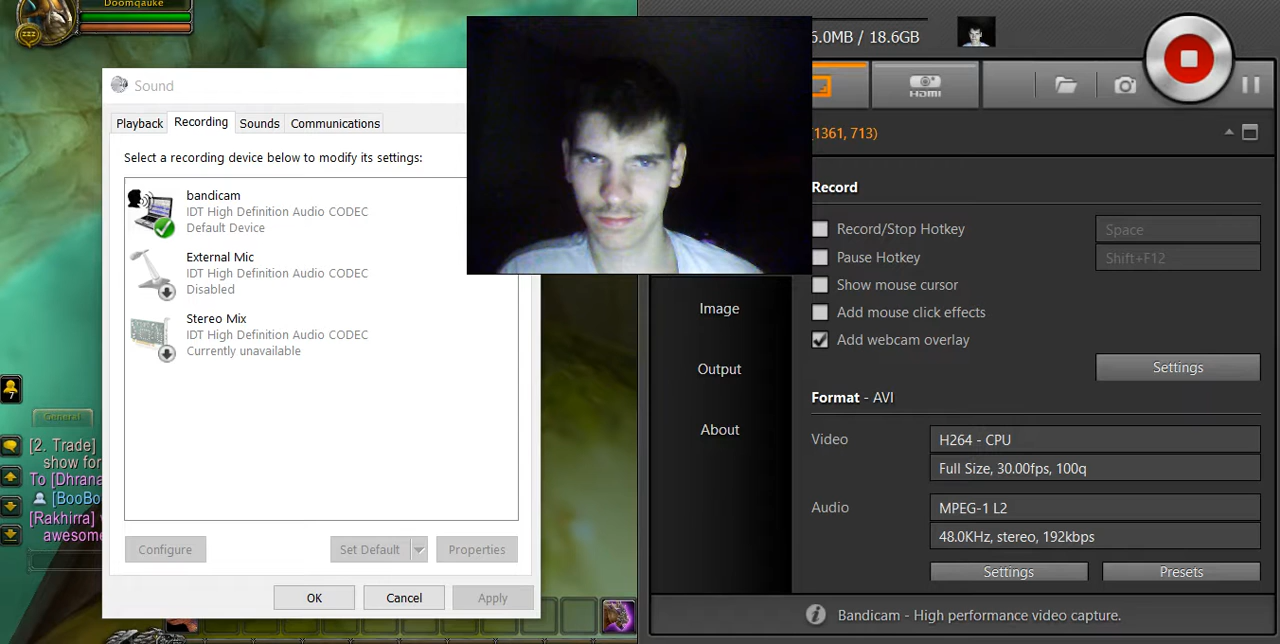 Doomqauke
zzz
Sound
Playback
Recording
Sounds
Communications
Select a recording device below to modify its settings:
bandicam
IDT High Definition Audio CODEC
Default Device
External Mic
IDT High Definition Audio CODEC
Disabled
Stereo Mix
IDT High Definition Audio CODEC
Currently unavailable
Configure
Set Default
Properties
OK
Cancel
Apply
7
General
[2. Trade]
show for
To [Dhrana
[BooBo
[Rakhirra]
awesome
6.0MB / 18.6GB
HDMI
(1361, 713)
Record
Record/Stop Hotkey
Space
Pause Hotkey
Shift+F12
Show mouse cursor
Add mouse click effects
Add webcam overlay
Settings
Image
Output
About
Format - AVI
Video
H264 - CPU
Full Size, 30.00fps, 100q
Audio
MPEG-1 L2
48.0KHz, stereo, 192kbps
Settings
Presets
Bandicam - High performance video capture.